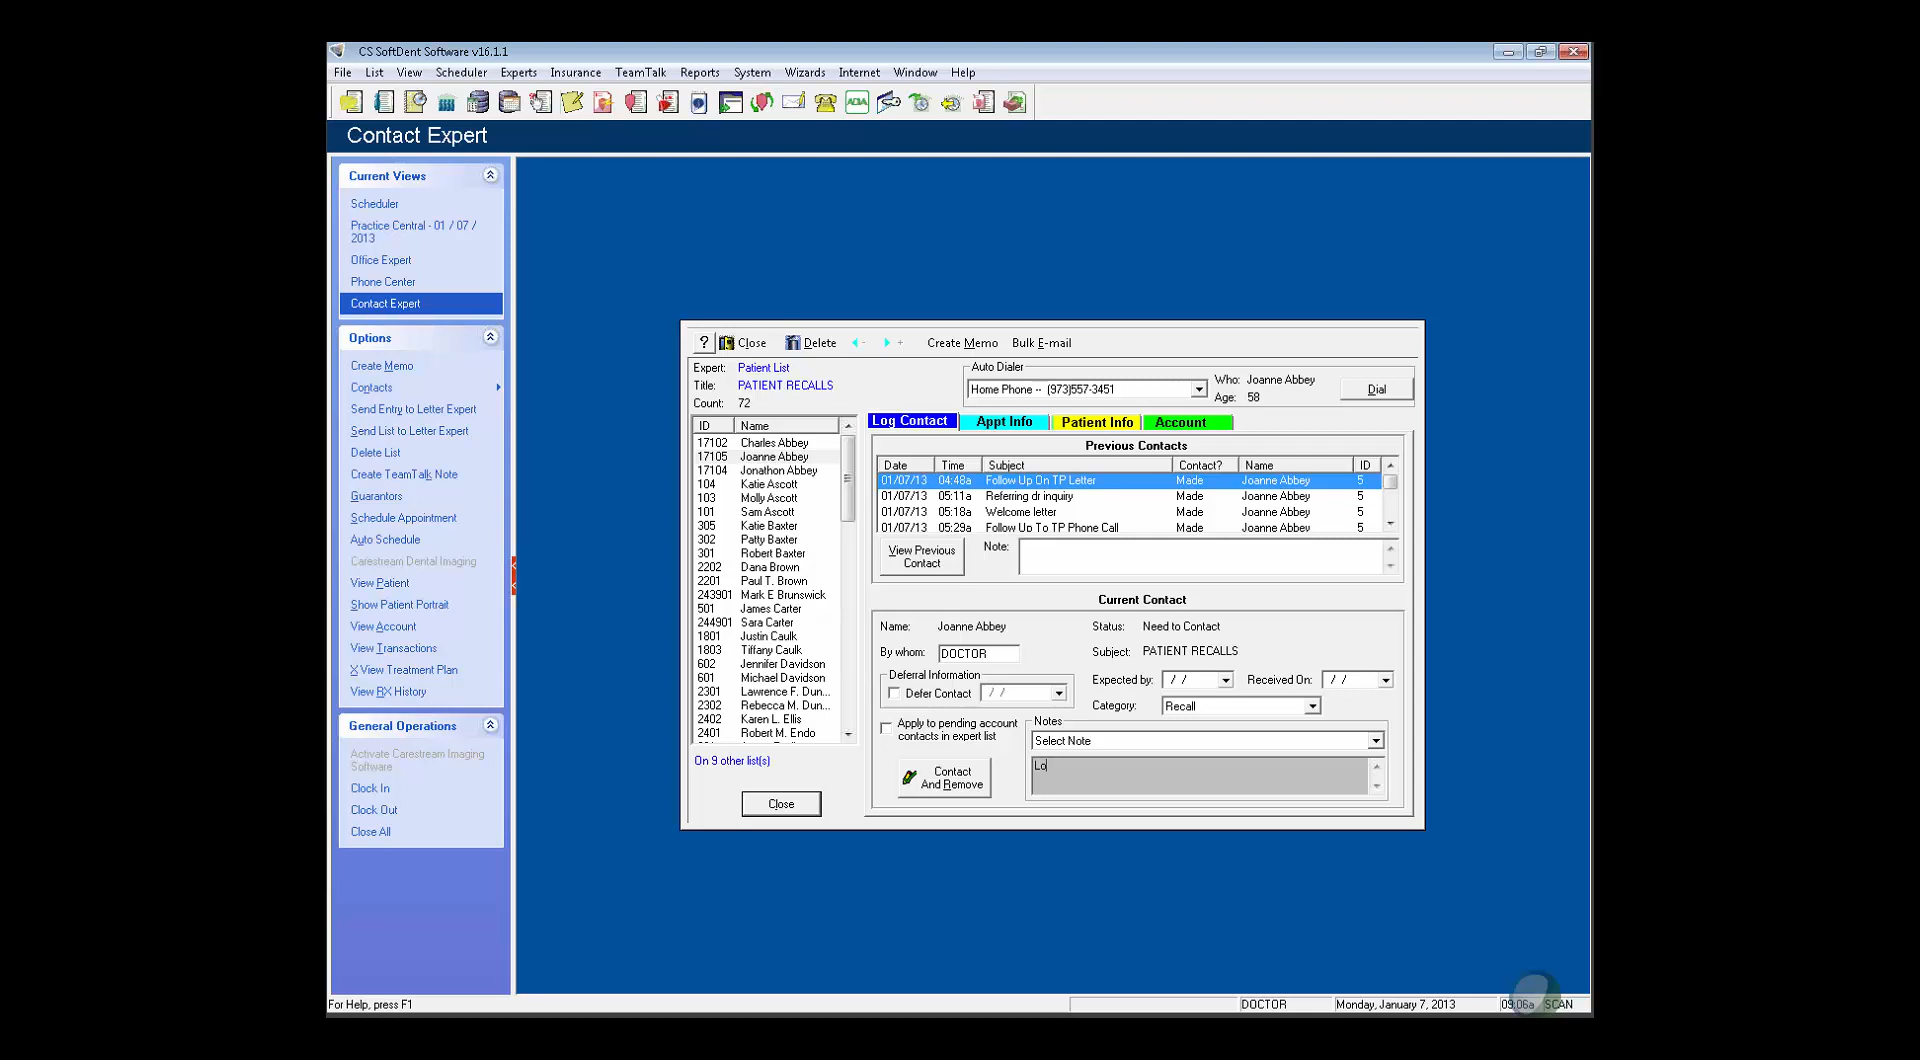 CS SoftDent Software v16.1.1
File List View Scheduler Experts Insurance TeamTalk Reports System Wizards Internet Window Help
ADA
Contact Expert
Current Views
Scheduler
Practice Central - 01 / 07 /
2013
Office Expert
Phone Center
Contact Expert
Options
Create Memo
Contacts
Send Entry to Letter Expert
Send List to Letter Expert
Delete List
Create TeamTalk Note
Guarantors
Schedule Appointment
Auto Schedule
Carestream Dental Imaging
View Patient
Show Patient Portrait
View Account
View Transactions
X View Treatment Plan
View RX History
General Operations
Activate Carestream Imaging
Software
Clock In
Clock Out
Close All
? Close Delete Create Memo Bulk E-mail
Expert: Patient List
Title: PATIENT RECALLS
Count: 72
Auto Dialer
Home Phone -- (973)557-3451
Who: Joanne Abbey
Age: 58
Dial
ID Name
17102 Charles Abbey
17105 Joanne Abbey
17104 Jonathon Abbey
104 Katie Ascott
103 Molly Ascott
101 Sam Ascott
305 Katie Baxter
302 Patty Baxter
301 Robert Baxter
2202 Dana Brown
2201 Paul T. Brown
243901 Mark E Brunswick
501 James Carter
244901 Sara Carter
1801 Justin Caulk
1803 Tiffany Caulk
602 Jennifer Davidson
601 Michael Davidson
2301 Lawrence F. Dun...
2302 Rebecca M. Dun...
2402 Karen L. Ellis
2401 Robert M. Endo
On 9 other list(s)
Close
Log Contact Appt Info Patient Info Account
Previous Contacts
Date Time Subject Contact? Name ID
01/07/13 04:48a Follow Up On TP Letter Made Joanne Abbey 5
01/07/13 05:11a Referring dr inquiry Made Joanne Abbey 5
01/07/13 05:18a Welcome letter Made Joanne Abbey 5
01/07/13 05:29a Follow Up To TP Phone Call Made Joanne Abbey 5
View Previous
Contact
Note:
Current Contact
Name: Joanne Abbey
Status: Need to Contact
By whom: DOCTOR
Subject: PATIENT RECALLS
Deferral Information
Defer Contact / /
Expected by: / / Received On: / /
Category: Recall
Apply to pending account
contacts in expert list
Notes
Select Note
Lo
Contact
And Remove
For Help, press F1
DOCTOR
Monday, January 7, 2013
09:06a SCAN